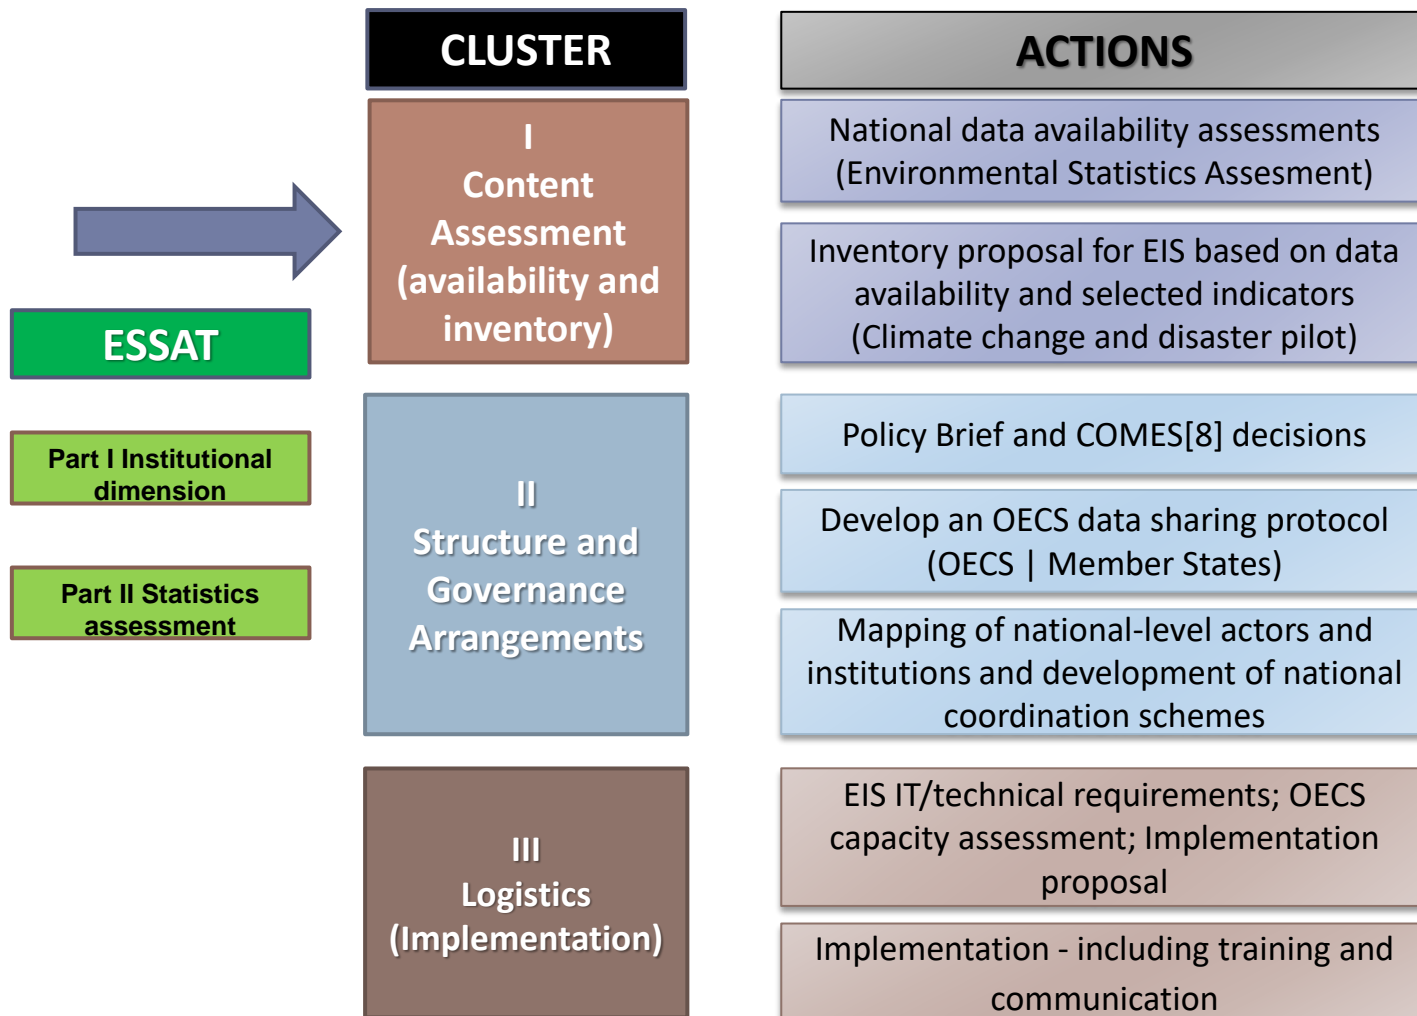 CLUSTER
ACTIONS
ESSAT
Part I Institutional
dimension
Part II Statistics
assessment
I
Content
Assessment
(availability and
inventory)
National data availability assessments
(Environmental Statistics Assesment)
Inventory proposal for EIS based on data
availability and selected indicators
(Climate change and disaster pilot)
II
Structure and
Governance
Arrangements
Policy Brief and COMES[8] decisions
Develop an OECS data sharing protocol
(OECS | Member States)
Mapping of national-level actors and
institutions and development of national
coordination schemes
III
Logistics
(Implementation)
EIS IT/technical requirements; OECS
capacity assessment; Implementation
proposal
Implementation - including training and
communication